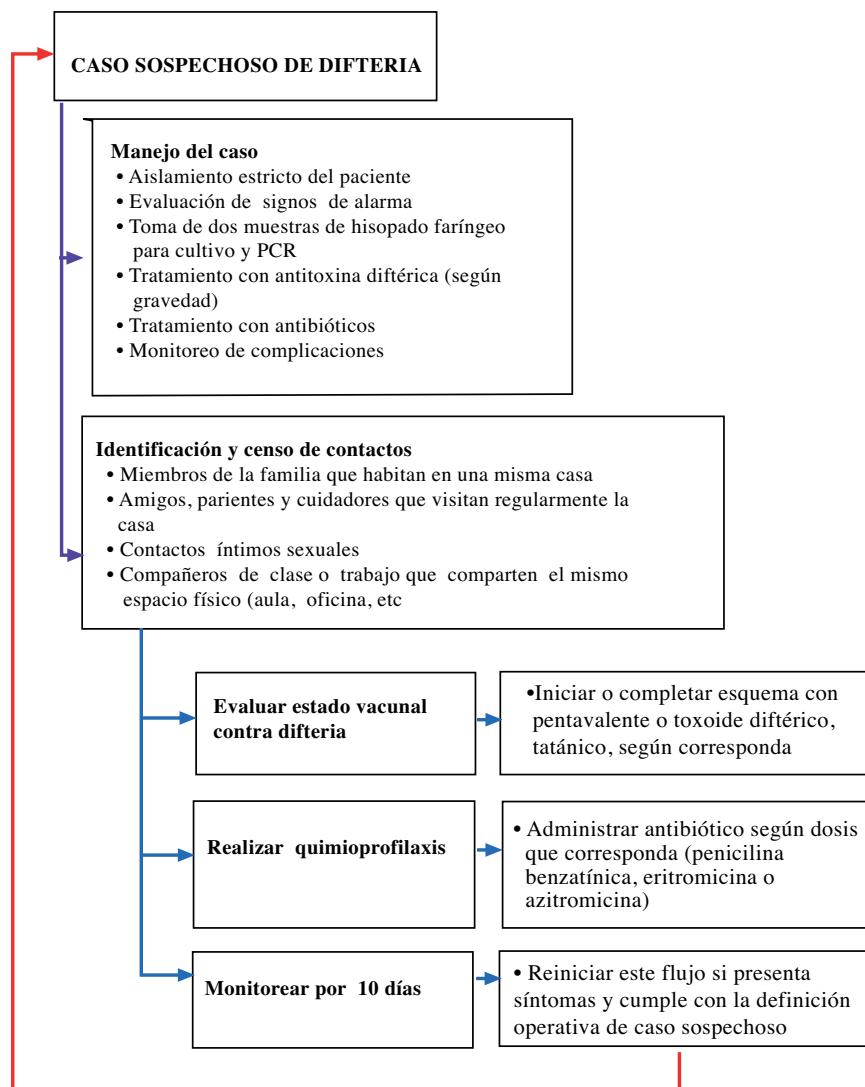 CASO SOSPECHOSO DE DIFTERIA
Manejo del caso
• Aislamiento estricto del paciente
• Evaluación de signos de alarma
• Toma de dos muestras de hisopado faríngeo
para cultivo y PCR
• Tratamiento con antitoxina diftérica (según
gravedad)
• Tratamiento con antibióticos
• Monitoreo de complicaciones
Identificación y censo de contactos
• Miembros de la familia que habitan en una misma casa
• Amigos, parientes y cuidadores que visitan regularmente la
casa
• Contactos íntimos sexuales
• Compañeros de clase o trabajo que comparten el mismo
espacio físico (aula, oficina, etc
Evaluar estado vacunal
contra difteria
•Iniciar o completar esquema con
pentavalente o toxoide diftérico,
tatánico, según corresponda
Realizar quimioprofilaxis
• Administrar antibiótico según dosis
que corresponda (penicilina
benzatínica, eritromicina o
azitromicina)
Monitorear por 10 días
• Reiniciar este flujo si presenta
síntomas y cumple con la definición
operativa de caso sospechoso